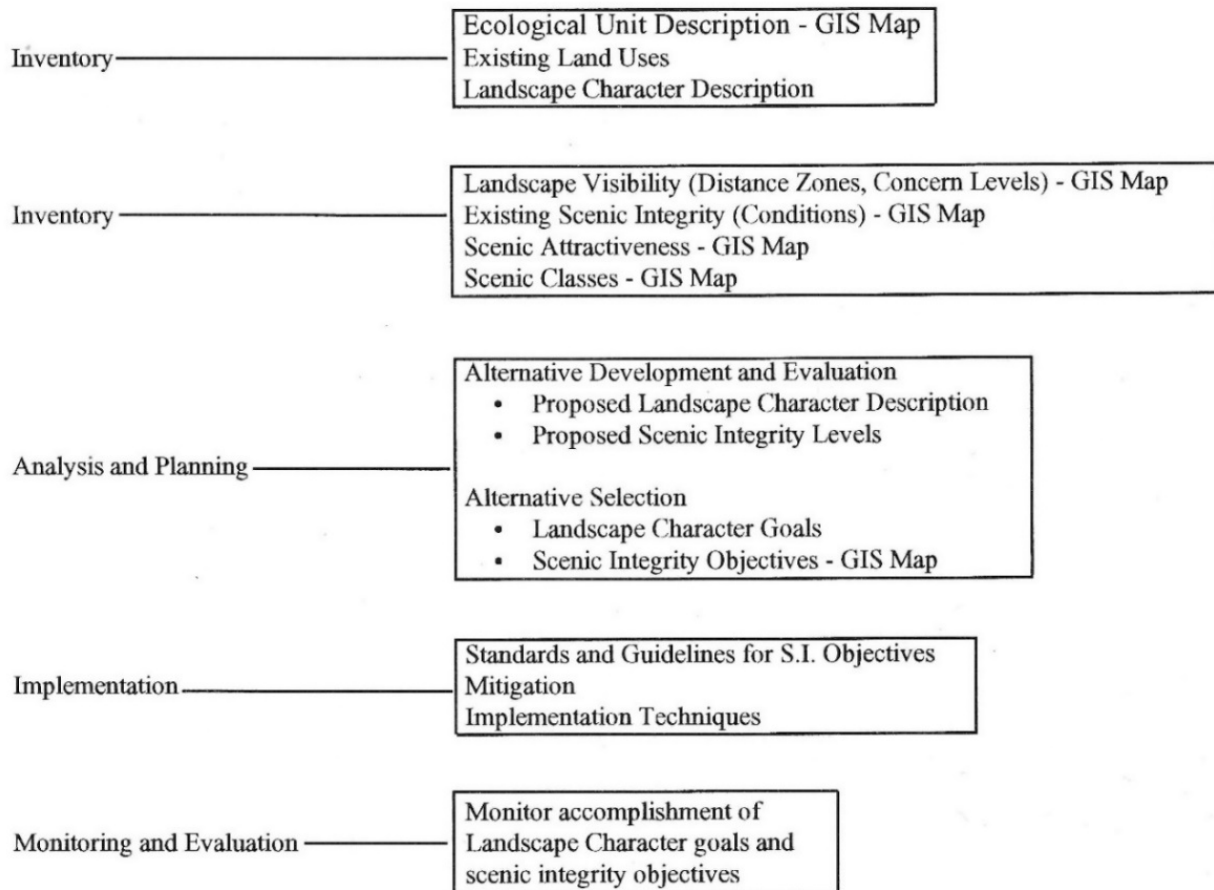 Inventory
Ecological Unit Description - GIS Map
Existing Land Uses
Landscape Character Description
Inventory
Landscape Visibility (Distance Zones, Concern Levels) - GIS Map
Existing Scenic Integrity (Conditions) - GIS Map
Scenic Attractiveness - GIS Map
Scenic Classes - GIS Map
Analysis and Planning
Alternative Development and Evaluation
• Proposed Landscape Character Description
• Proposed Scenic Integrity Levels
Alternative Selection
• Landscape Character Goals
• Scenic Integrity Objectives - GIS Map
Implementation
Standards and Guidelines for S.I. Objectives
Mitigation
Implementation Techniques
Monitoring and Evaluation
Monitor accomplishment of
Landscape Character goals and
scenic integrity objectives